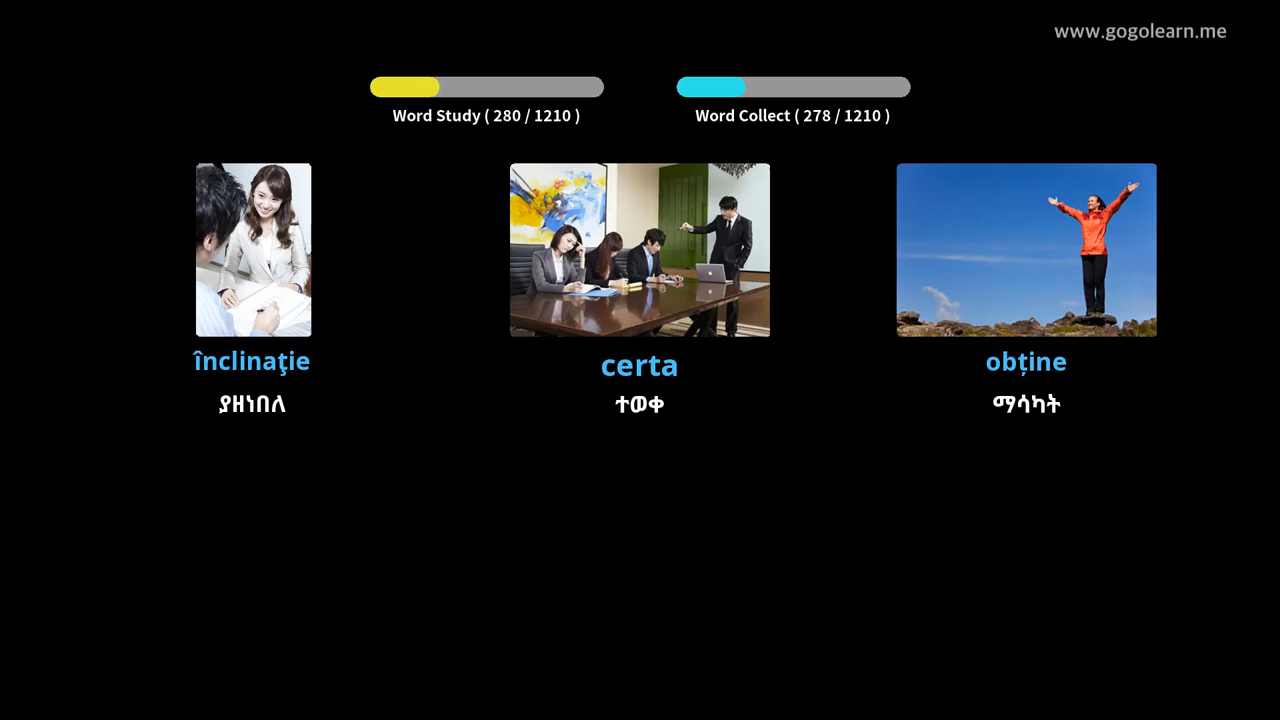 www.gogolearn.me
Word Study ( 280 / 1210 )
Word Collect ( 278 / 1210 )
înclinaţie
certa
obține
ያዘነበለ
ተወቀ
ማሳካት